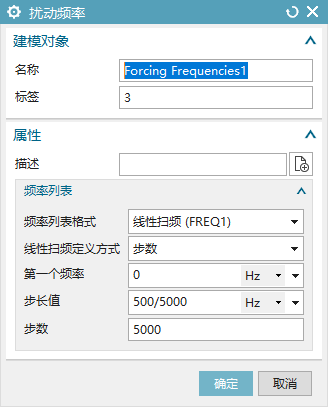 扰动频率
建模对象
名称 Forcing Frequencies1
标签 3
属性
描述
频率列表
频率列表格式 线性扫频 (FREQ1)
线性扫频定义方式 步数
第一个频率 0 Hz
步长值 500/5000 Hz
步数 5000
确定 取消